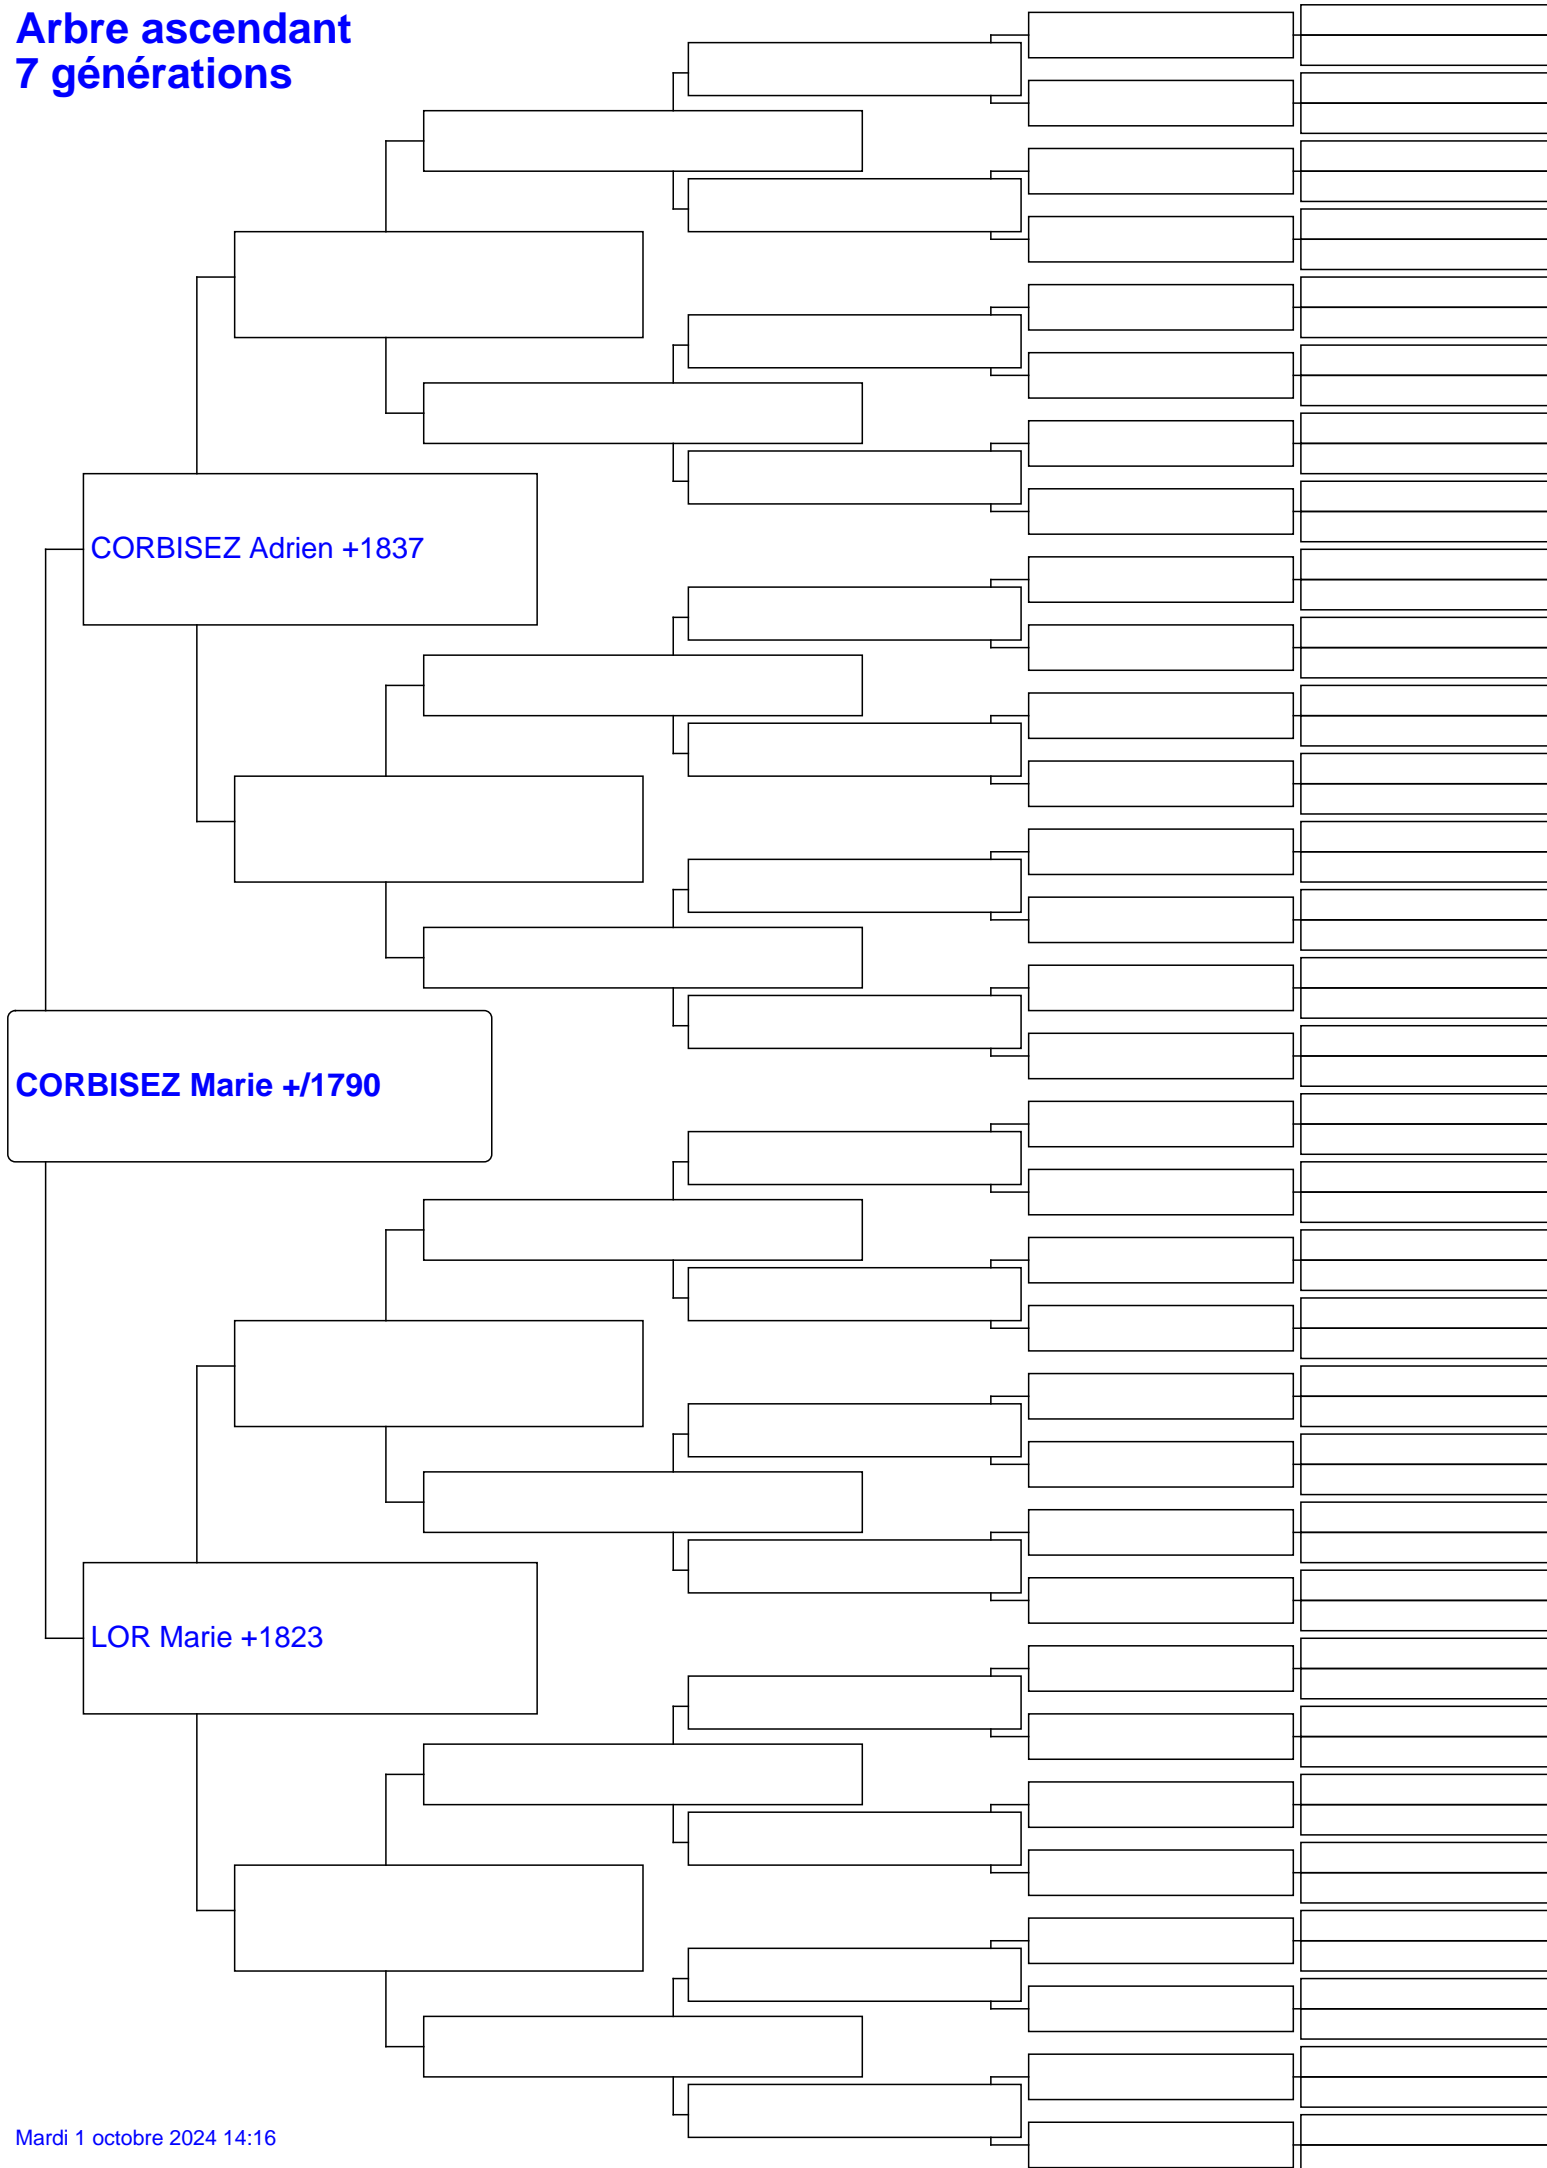 Arbre ascendant
7 générations
CORBISEZ Adrien +1837
CORBISEZ Marie +/1790
LOR Marie +1823
Mardi 1 octobre 2024 14:16